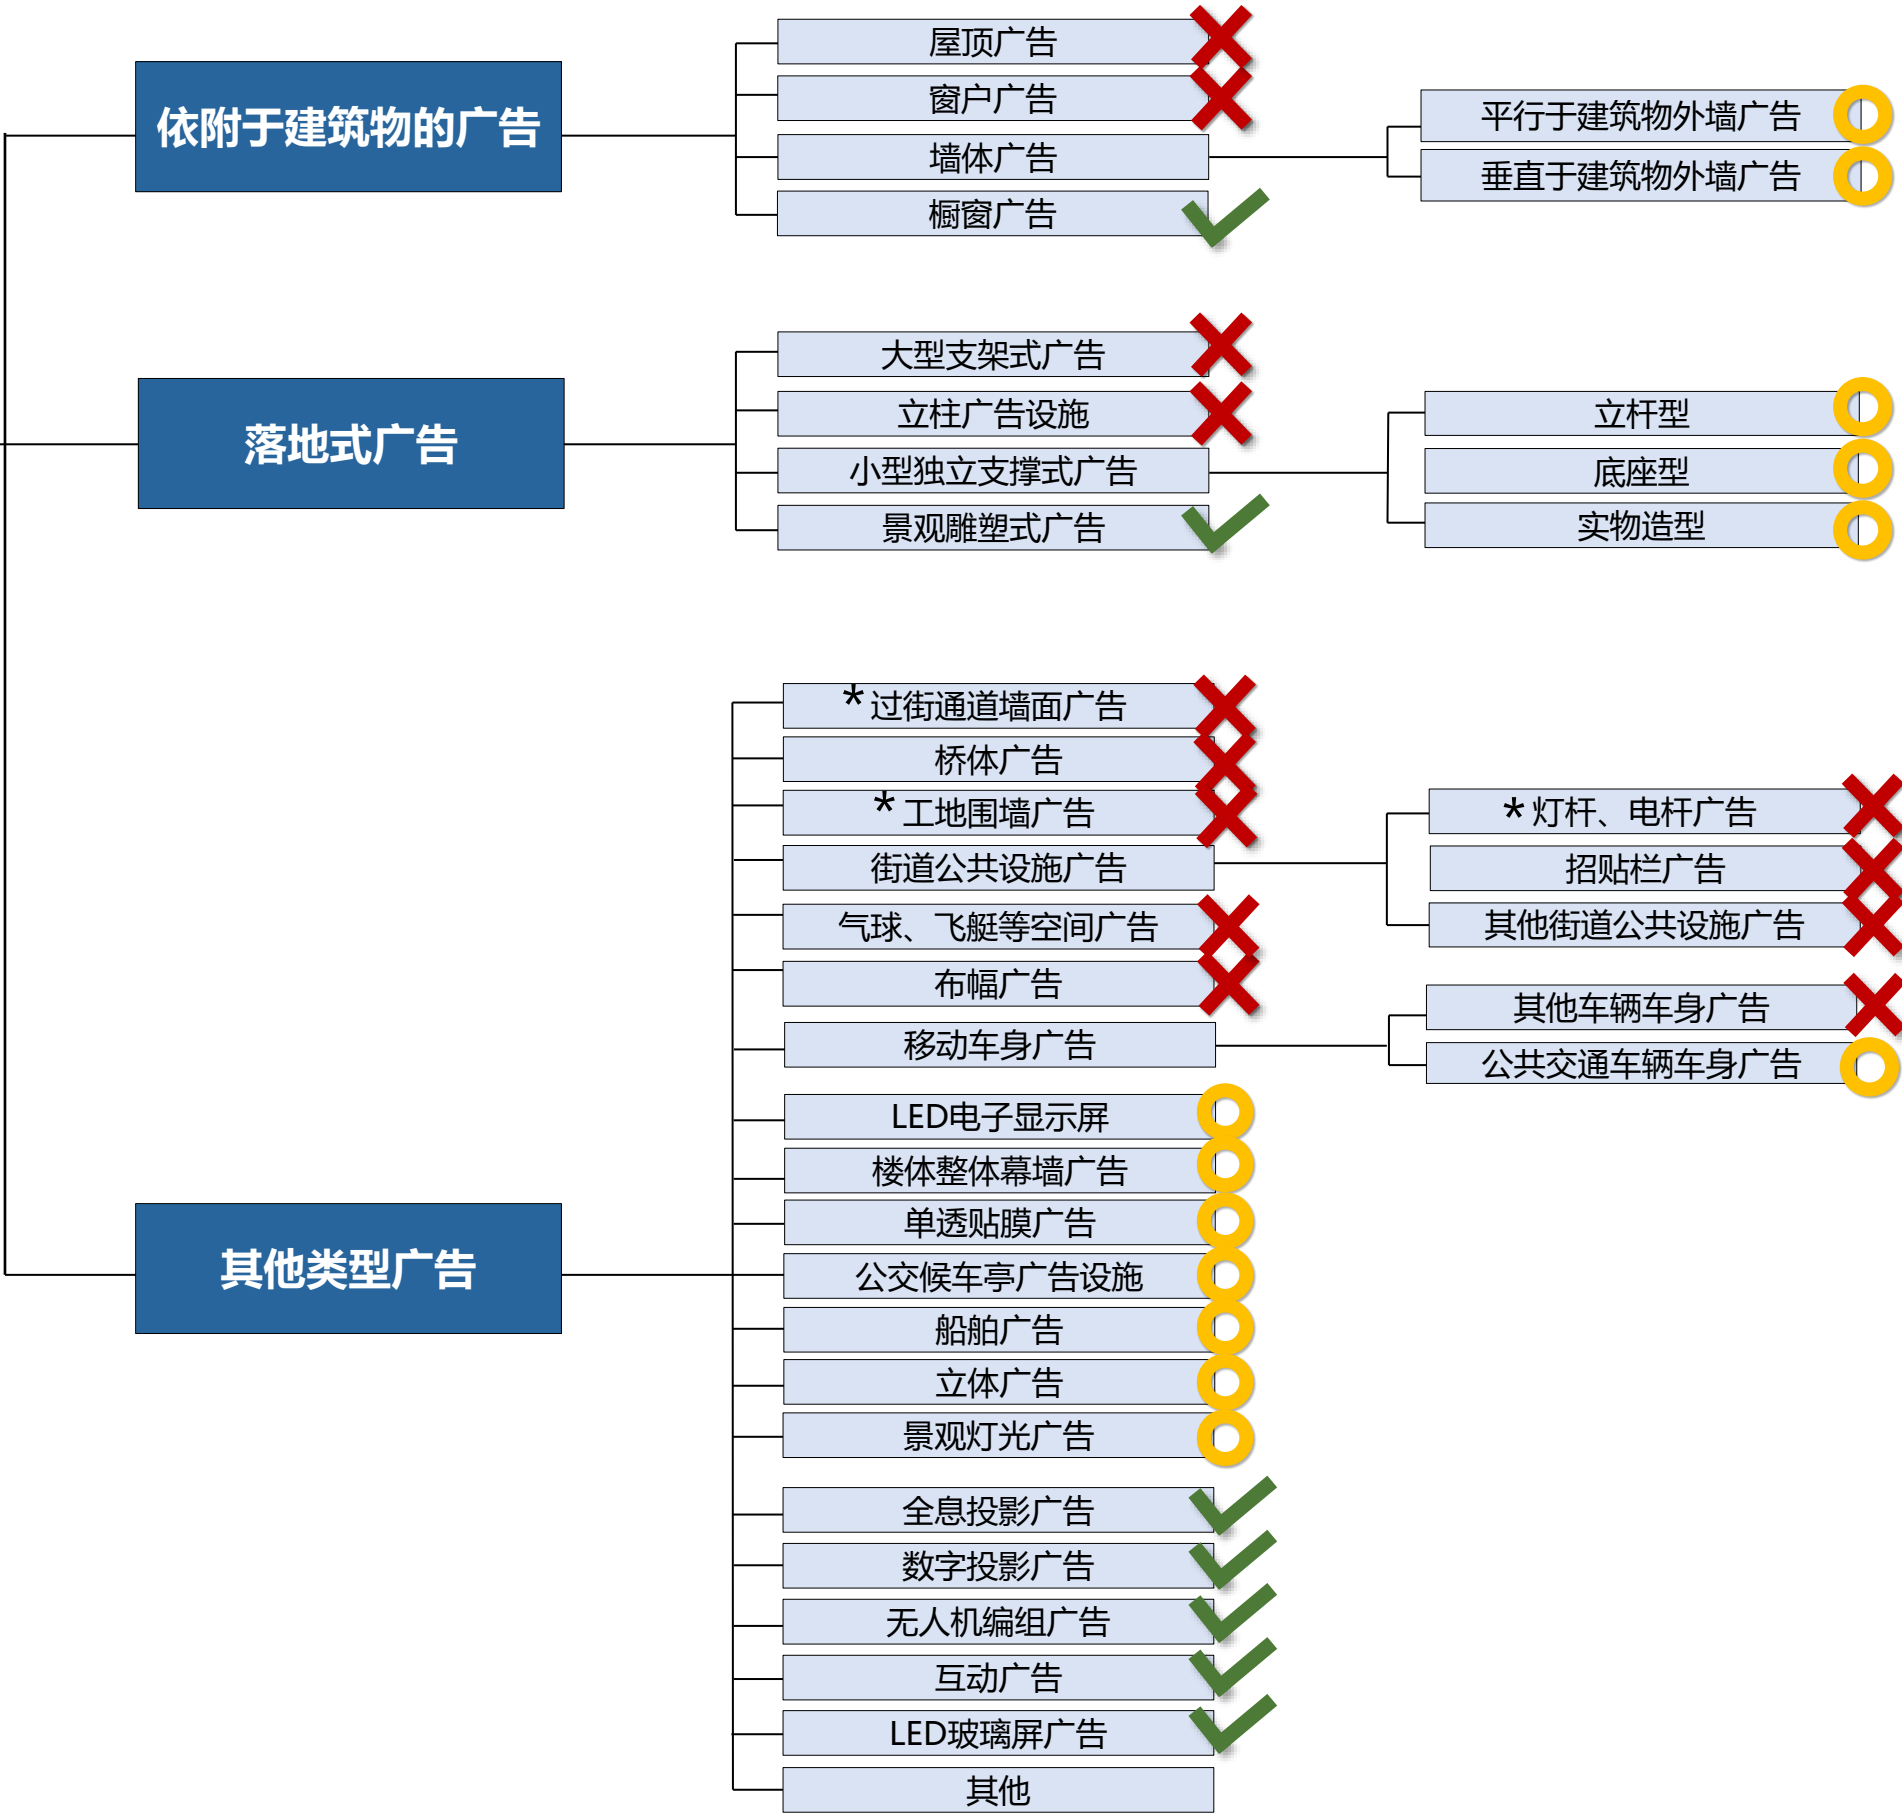 依附于建筑物的广告
屋顶广告
窗户广告
墙体广告
平行于建筑物外墙广告
垂直于建筑物外墙广告
橱窗广告
落地式广告
大型支架式广告
立柱广告设施
小型独立支撑式广告
立杆型
底座型
实物造型
景观雕塑式广告
其他类型广告
*过街通道墙面广告
桥体广告
*工地围墙广告
街道公共设施广告
*灯杆、电杆广告
招贴栏广告
其他街道公共设施广告
气球、飞艇等空间广告
布幅广告
移动车身广告
其他车辆车身广告
公共交通车辆车身广告
LED电子显示屏
楼体整体幕墙广告
单透贴膜广告
公交候车亭广告设施
船舶广告
立体广告
景观灯光广告
全息投影广告
数字投影广告
无人机编组广告
互动广告
LED玻璃屏广告
其他